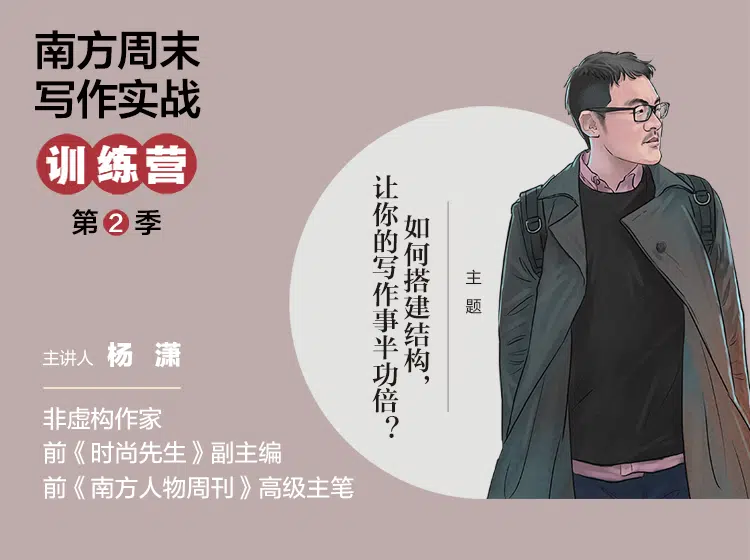 南方周末
写作实战
训练营
第2季
主题
如何搭建结构，
让你的写作事半功倍？
主讲人 杨 潇
非虚构作家
前《时尚先生》副主编
前《南方人物周刊》高级主笔